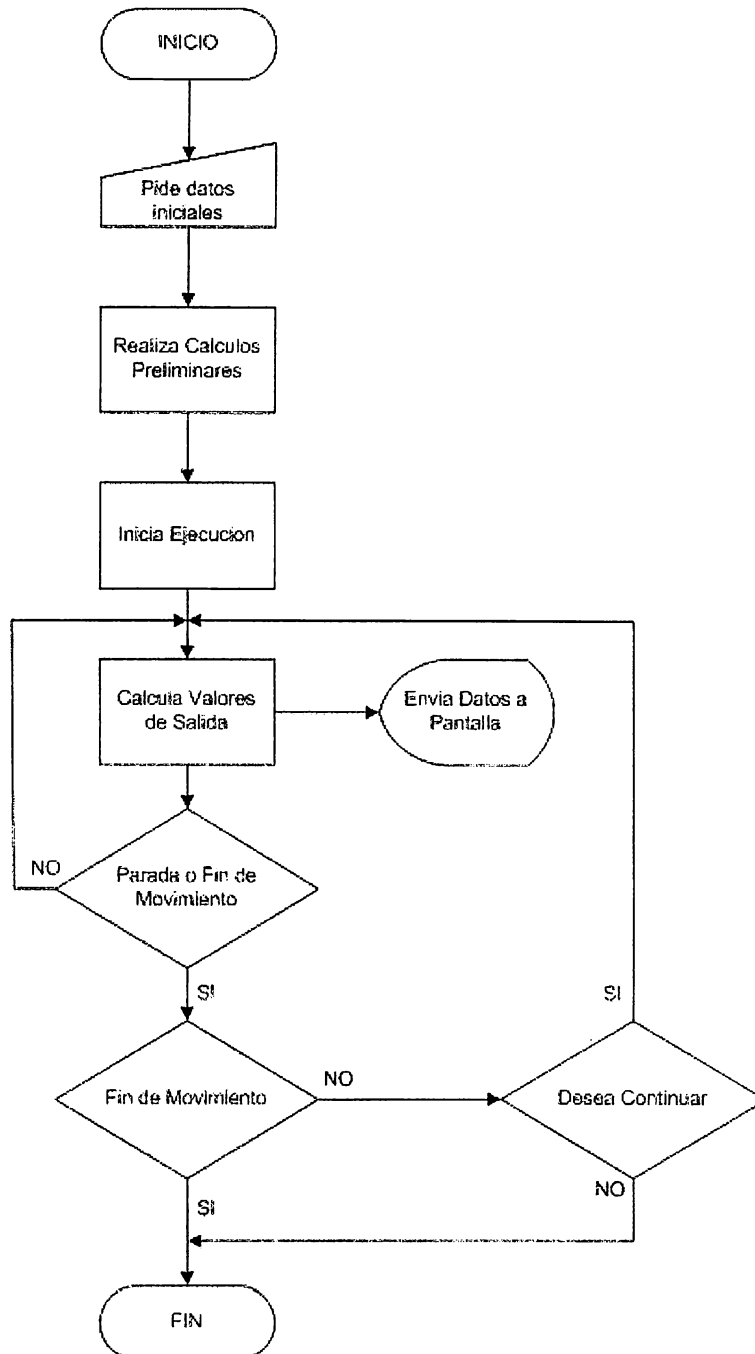 INICIO
Pide datos
iniciales
Realiza Calculos
Preliminares
Inicia Ejecucion
Calcula Valores
de Salida
Envia Datos a
Pantalla
NO
Parada o Fin de
Movimiento
SI
SI
Fin de Movimiento
NO
Desea Continuar
SI
NO
FIN